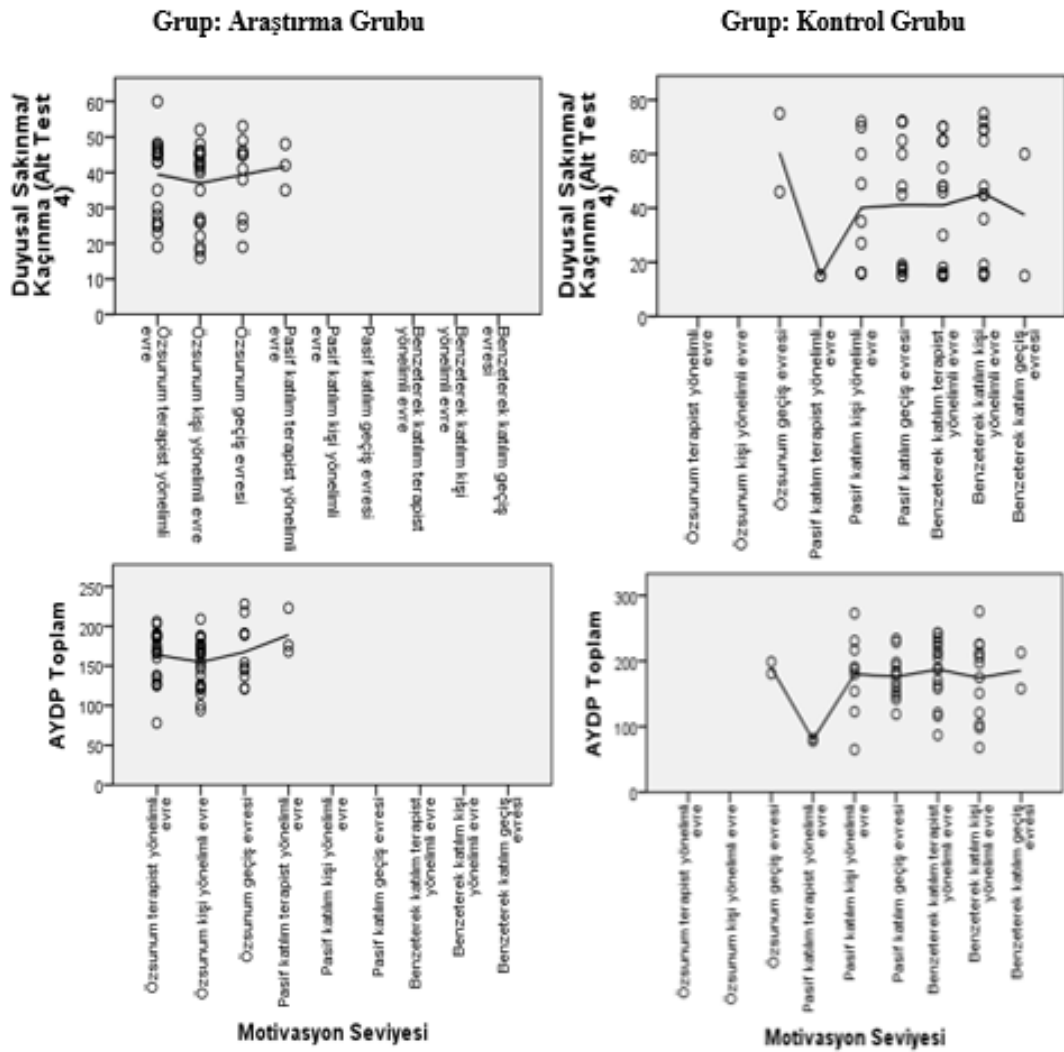 Grup: Araştırma Grubu
Grup: Kontrol Grubu
Duyusal Sakınma/
Kaçınma (Alt Test
4)
60
50
40
30
20
10
0
Özsunum terapist yönelimli
evre
Özsunum kişi yönelimli evre
Özsunum geçiş evresi
Pasif katılım terapist yönelimli
evre
Pasif katılım kişi yönelimli
evre
Pasif katılım geçiş evresi
Benzeterek katılım terapist
yönelimli evre
Benzeterek katılım kişi
yönelimli evre
Benzeterek katılım geçiş
evresi
Duyusal Sakınma/
Kaçınma (Alt Test
4)
80
60
40
20
0
Özsunum terapist yönelimli
evre
Özsunum kişi yönelimli evre
Özsunum geçiş evresi
Pasif katılım terapist yönelimli
evre
Pasif katılım kişi yönelimli
evre
Pasif katılım geçiş evresi
Benzeterek katılım terapist
yönelimli evre
Benzeterek katılım kişi
yönelimli evre
Benzeterek katılım geçiş
evresi
AYDP Toplam
250
200
150
100
50
0
Özsunum terapist yönelimli
evre
Özsunum kişi yönelimli evre
Özsunum geçiş evresi
Pasif katılım terapist yönelimli
evre
Pasif katılım kişi yönelimli
evre
Pasif katılım geçiş evresi
Benzeterek katılım terapist
yönelimli evre
Benzeterek katılım kişi
yönelimli evre
Benzeterek katılım geçiş
evresi
Motivasyon Seviyesi
AYDP Toplam
300
200
100
0
Özsunum terapist yönelimli
evre
Özsunum kişi yönelimli evre
Özsunum geçiş evresi
Pasif katılım terapist yönelimli
evre
Pasif katılım kişi yönelimli
evre
Pasif katılım geçiş evresi
Benzeterek katılım terapist
yönelimli evre
Benzeterek katılım kişi
yönelimli evre
Benzeterek katılım geçiş
evresi
Motivasyon Seviyesi